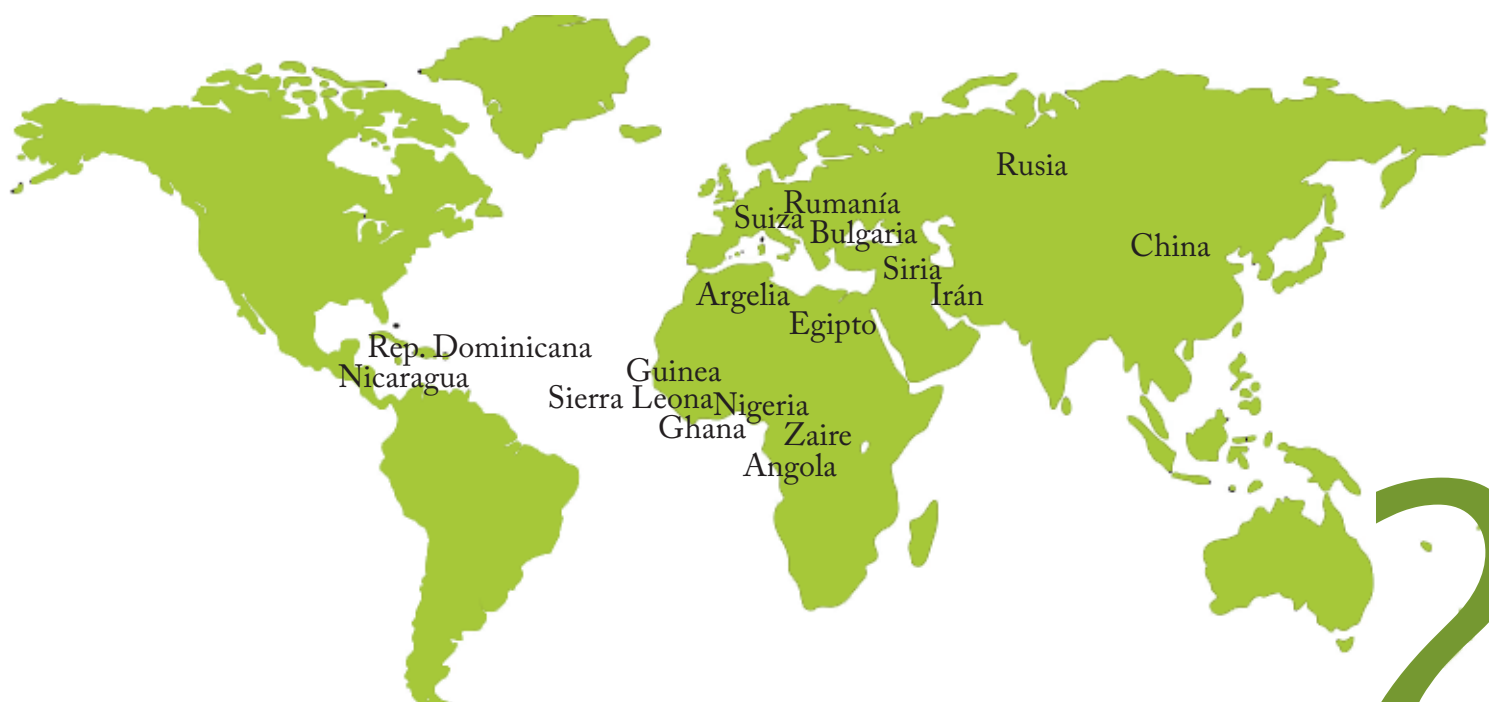 Rusia
Rumanía
Suiza
Bulgaria
China
Siria
Argelia
Irán
Egipto
Rep. Dominicana
Nicaragua
Guinea
Sierra Leona
Nigeria
Ghana
Zaire
Angola
?